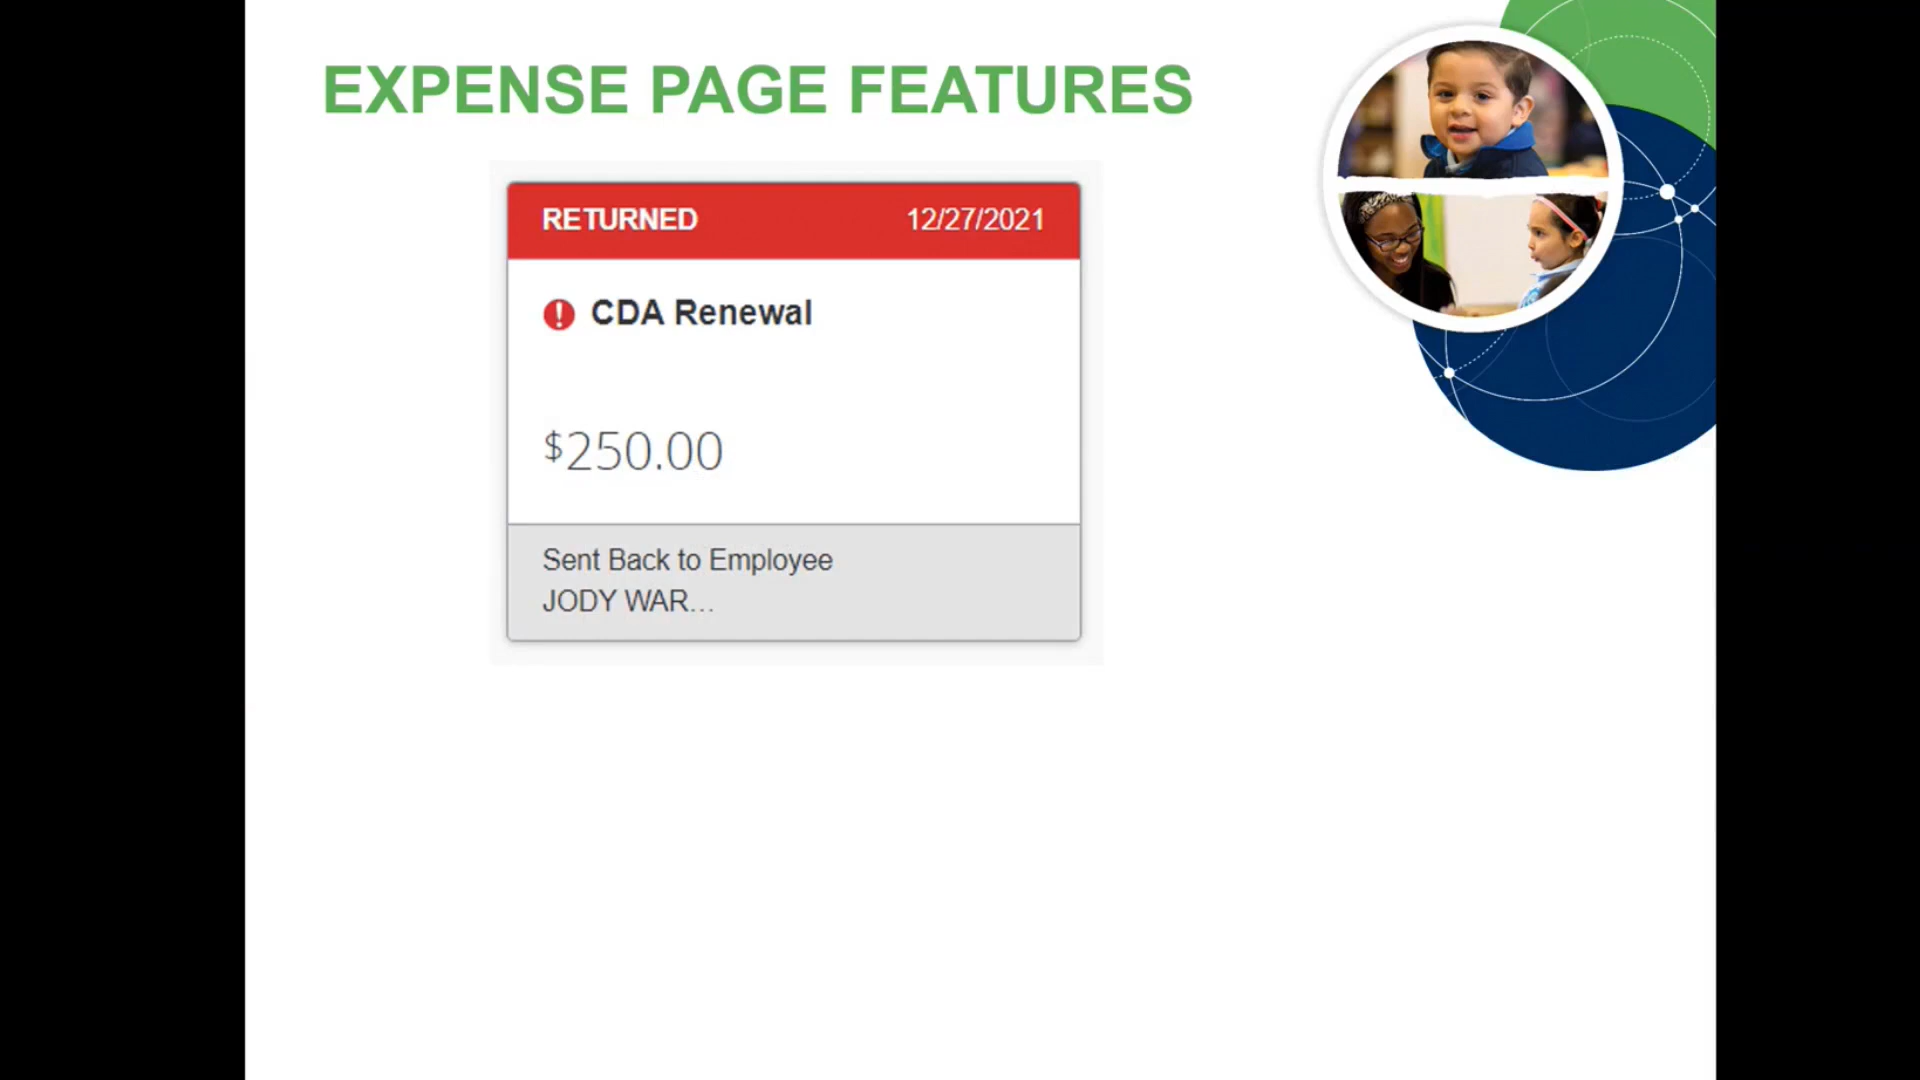 EXPENSE PAGE FEATURES
RETURNED 12/27/2021
CDA Renewal
$250.00
Sent Back to Employee
JODY WAR...